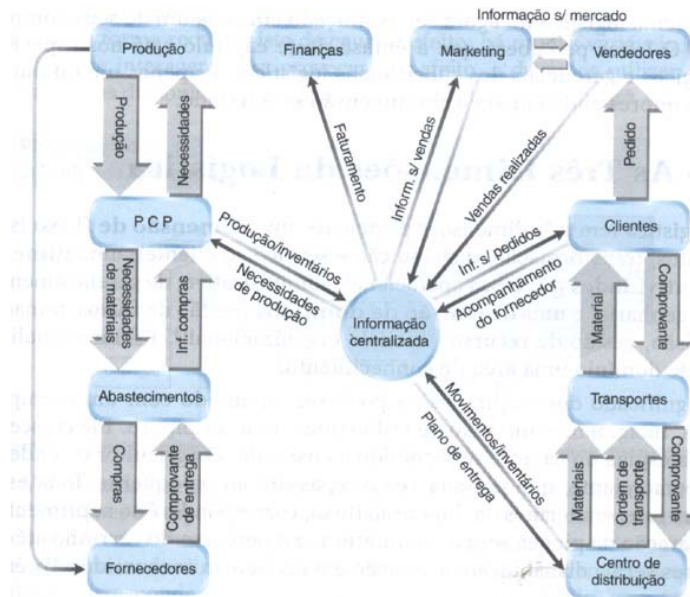 Informação s/ mercado
Produção
Finanças
Marketing
Vendedores
Produção
Necessidades
Faturamento
Inform. s/ vendas
Vendas realizadas
Pedido
P C P
Clientes
Produção/inventários
Necessidades
de produção
Inf. s/ pedidos
Acompanhamento
do fornecedor
Necessidades
de materiais
Inf. compras
Informação
centralizada
Material
Comprovante
Abastecimentos
Transportes
Movimentos/inventários
Plano de entrega
Compras
Comprovante
de entrega
Materiais
Ordem de
transporte
Comprovante
Fornecedores
Centro de
distribuição